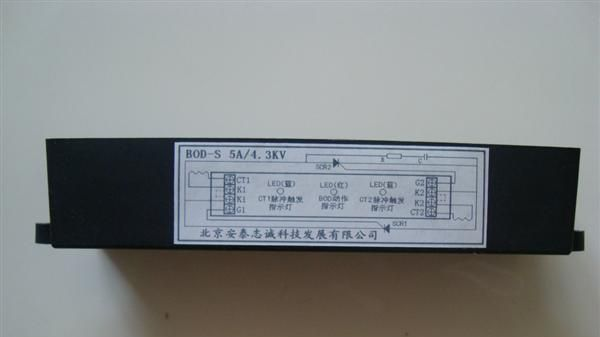 BOD-S 5A/4.3KV
SCR2
R
C
CT1
K1
K1
G1
LED(蓝)
CT1脉冲触发
指示灯
LED(红)
BOD动作
指示灯
LED(蓝)
CT2脉冲触发
指示灯
G2
K2
K2
CT2
SCR1
北京安泰志诚科技发展有限公司